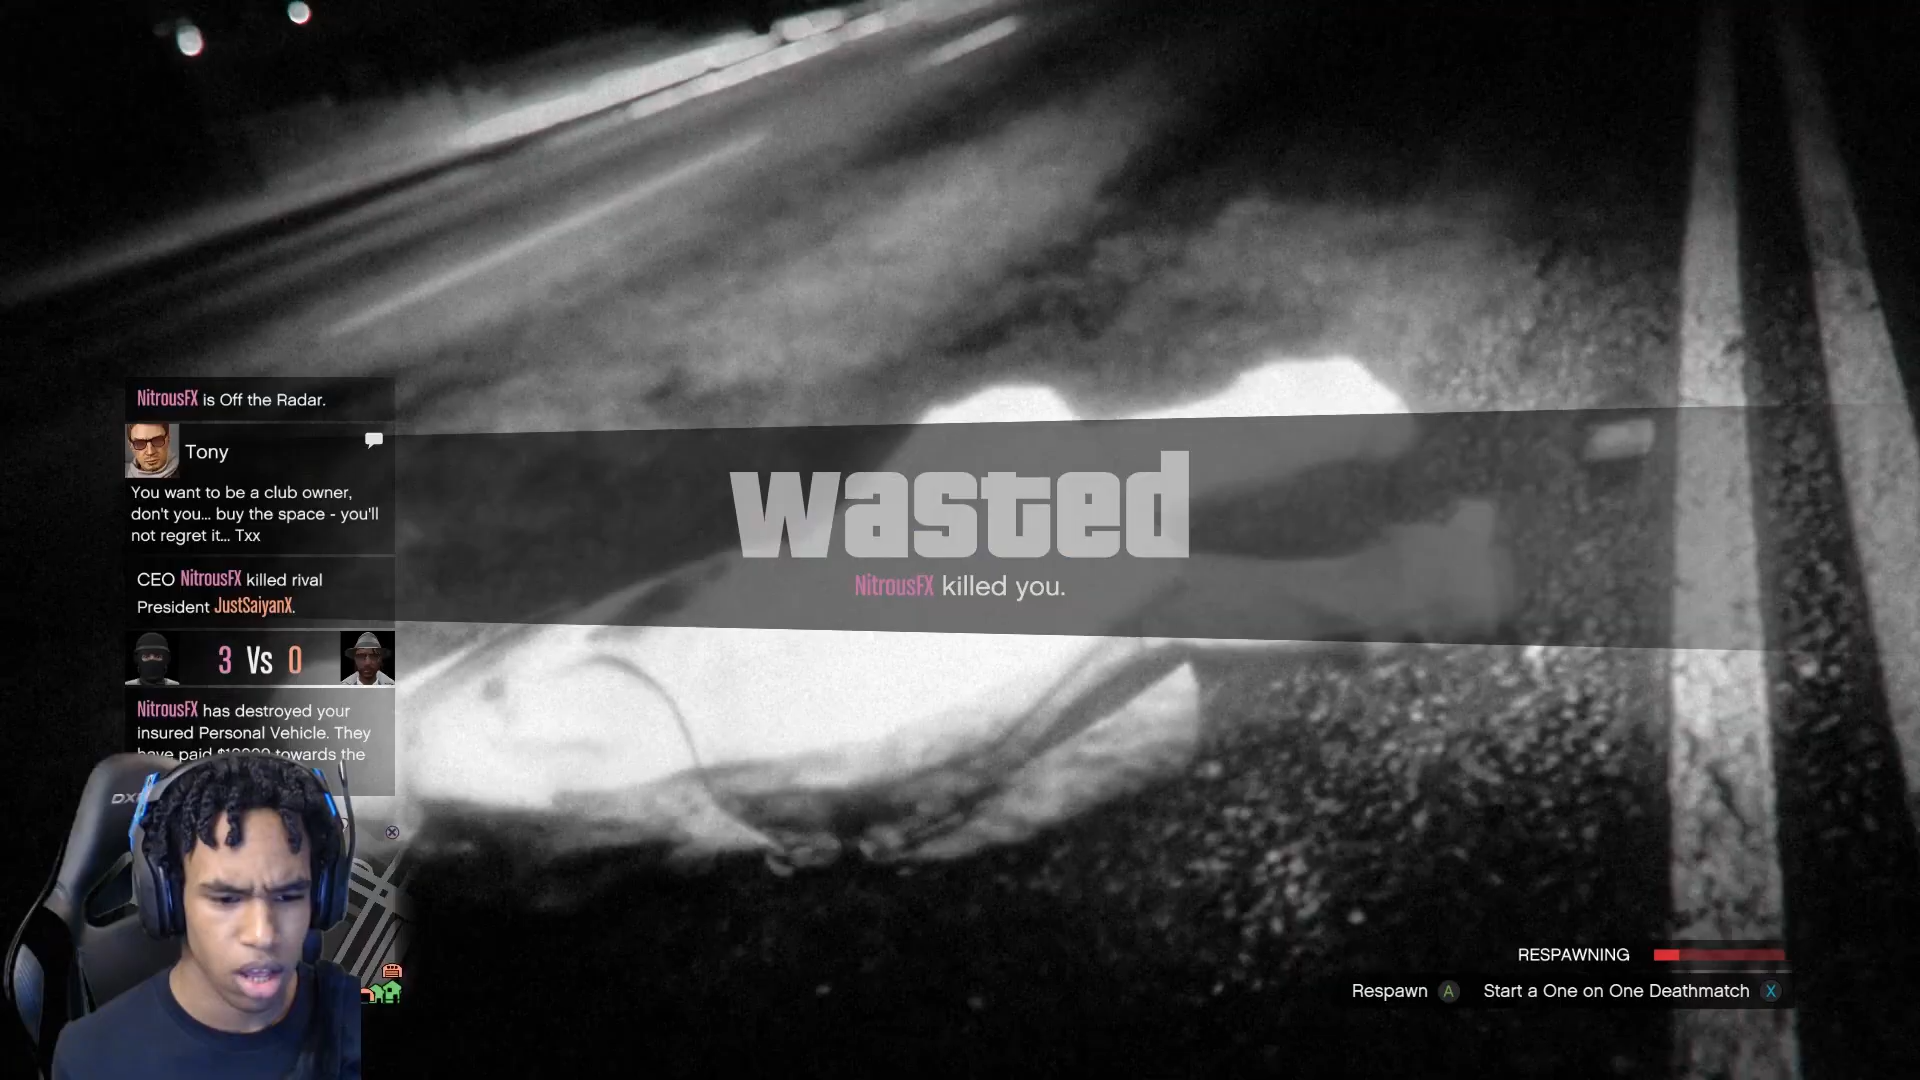 NitrousFX is Off the Radar.
Tony
You want to be a club owner,
don't you... buy the space - you'll
not regret it... Txx
CEO NitrousFX killed rival
President JustSaiyanX.
3 Vs 0
NitrousFX has destroyed your
insured Personal Vehicle. They
have paid towards the
wasted
NitrousFX killed you.
RESPAWNING
Respawn A Start a One on One Deathmatch X